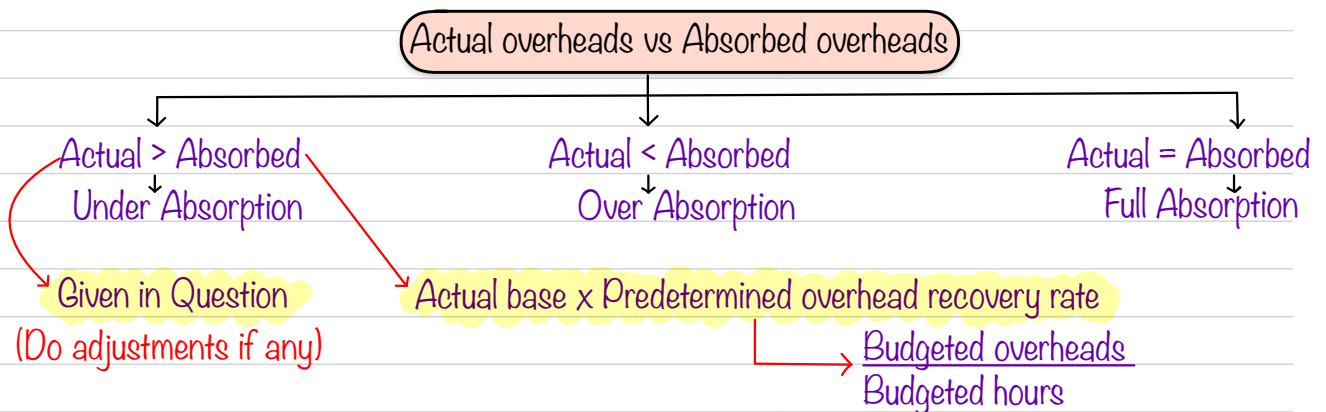 Actual overheads vs Absorbed overheads
Actual > Absorbed
Actual < Absorbed
Actual = Absorbed
Under Absorption
Over Absorption
Full Absorption
Given in Question
Actual base x Predetermined overhead recovery rate
(Do adjustments if any)
Budgeted overheads
Budgeted hours